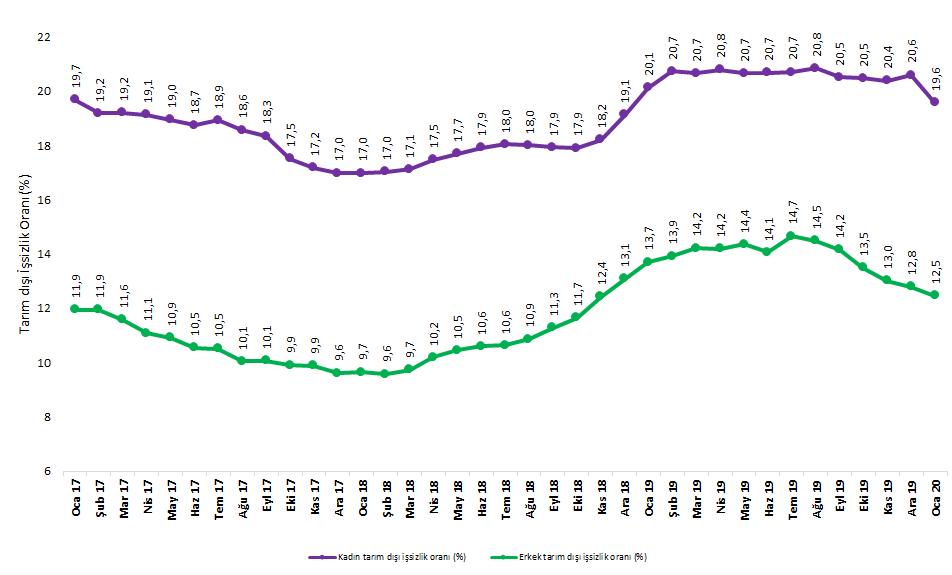 22
20
18
16
14
12
10
8
6
Tarım dışı İşsizlik Oranı (%)
19,7 19,2 19,2 19,1 19,0 18,7 18,9 18,6 18,3 17,5 17,2 17,0 17,0 17,0 17,1 17,5 17,7 17,9 18,0 18,0 17,9 17,9 18,2 19,1 20,1 20,7 20,7 20,8 20,7 20,7 20,7 20,8 20,5 20,5 20,4 20,6 19,6
11,9 11,9 11,6 11,1 10,9 10,5 10,5 10,1 10,1 9,9 9,9 9,6 9,7 9,6 9,7 10,2 10,5 10,6 10,6 10,9 11,3 11,7 12,4 13,1 13,7 13,9 14,2 14,2 14,4 14,1 14,7 14,5 14,2 13,5 13,0 12,8 12,5
Oca 17 Şub 17 Mar 17 Nis 17 May 17 Haz 17 Tem 17 Ağu 17 Eyl 17 Eki 17 Kas 17 Ara 17 Oca 18 Şub 18 Mar 18 Nis 18 May 18 Haz 18 Tem 18 Ağu 18 Eyl 18 Eki 18 Kas 18 Ara 18 Oca 19 Şub 19 Mar 19 Nis 19 May 19 Haz 19 Tem 19 Ağu 19 Eyl 19 Eki 19 Kas 19 Ara 19 Oca 20
Kadın tarım dışı işsizlik oranı (%) Erkek tarım dışı işsizlik oranı (%)